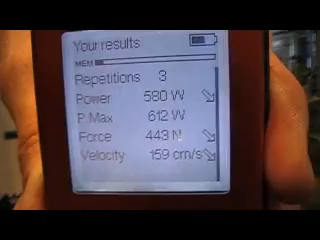 Your results
MEM
Repetitions 3
Power 580 W
P.Max 612 W
Force 443 N
Velocity 159 cm/s